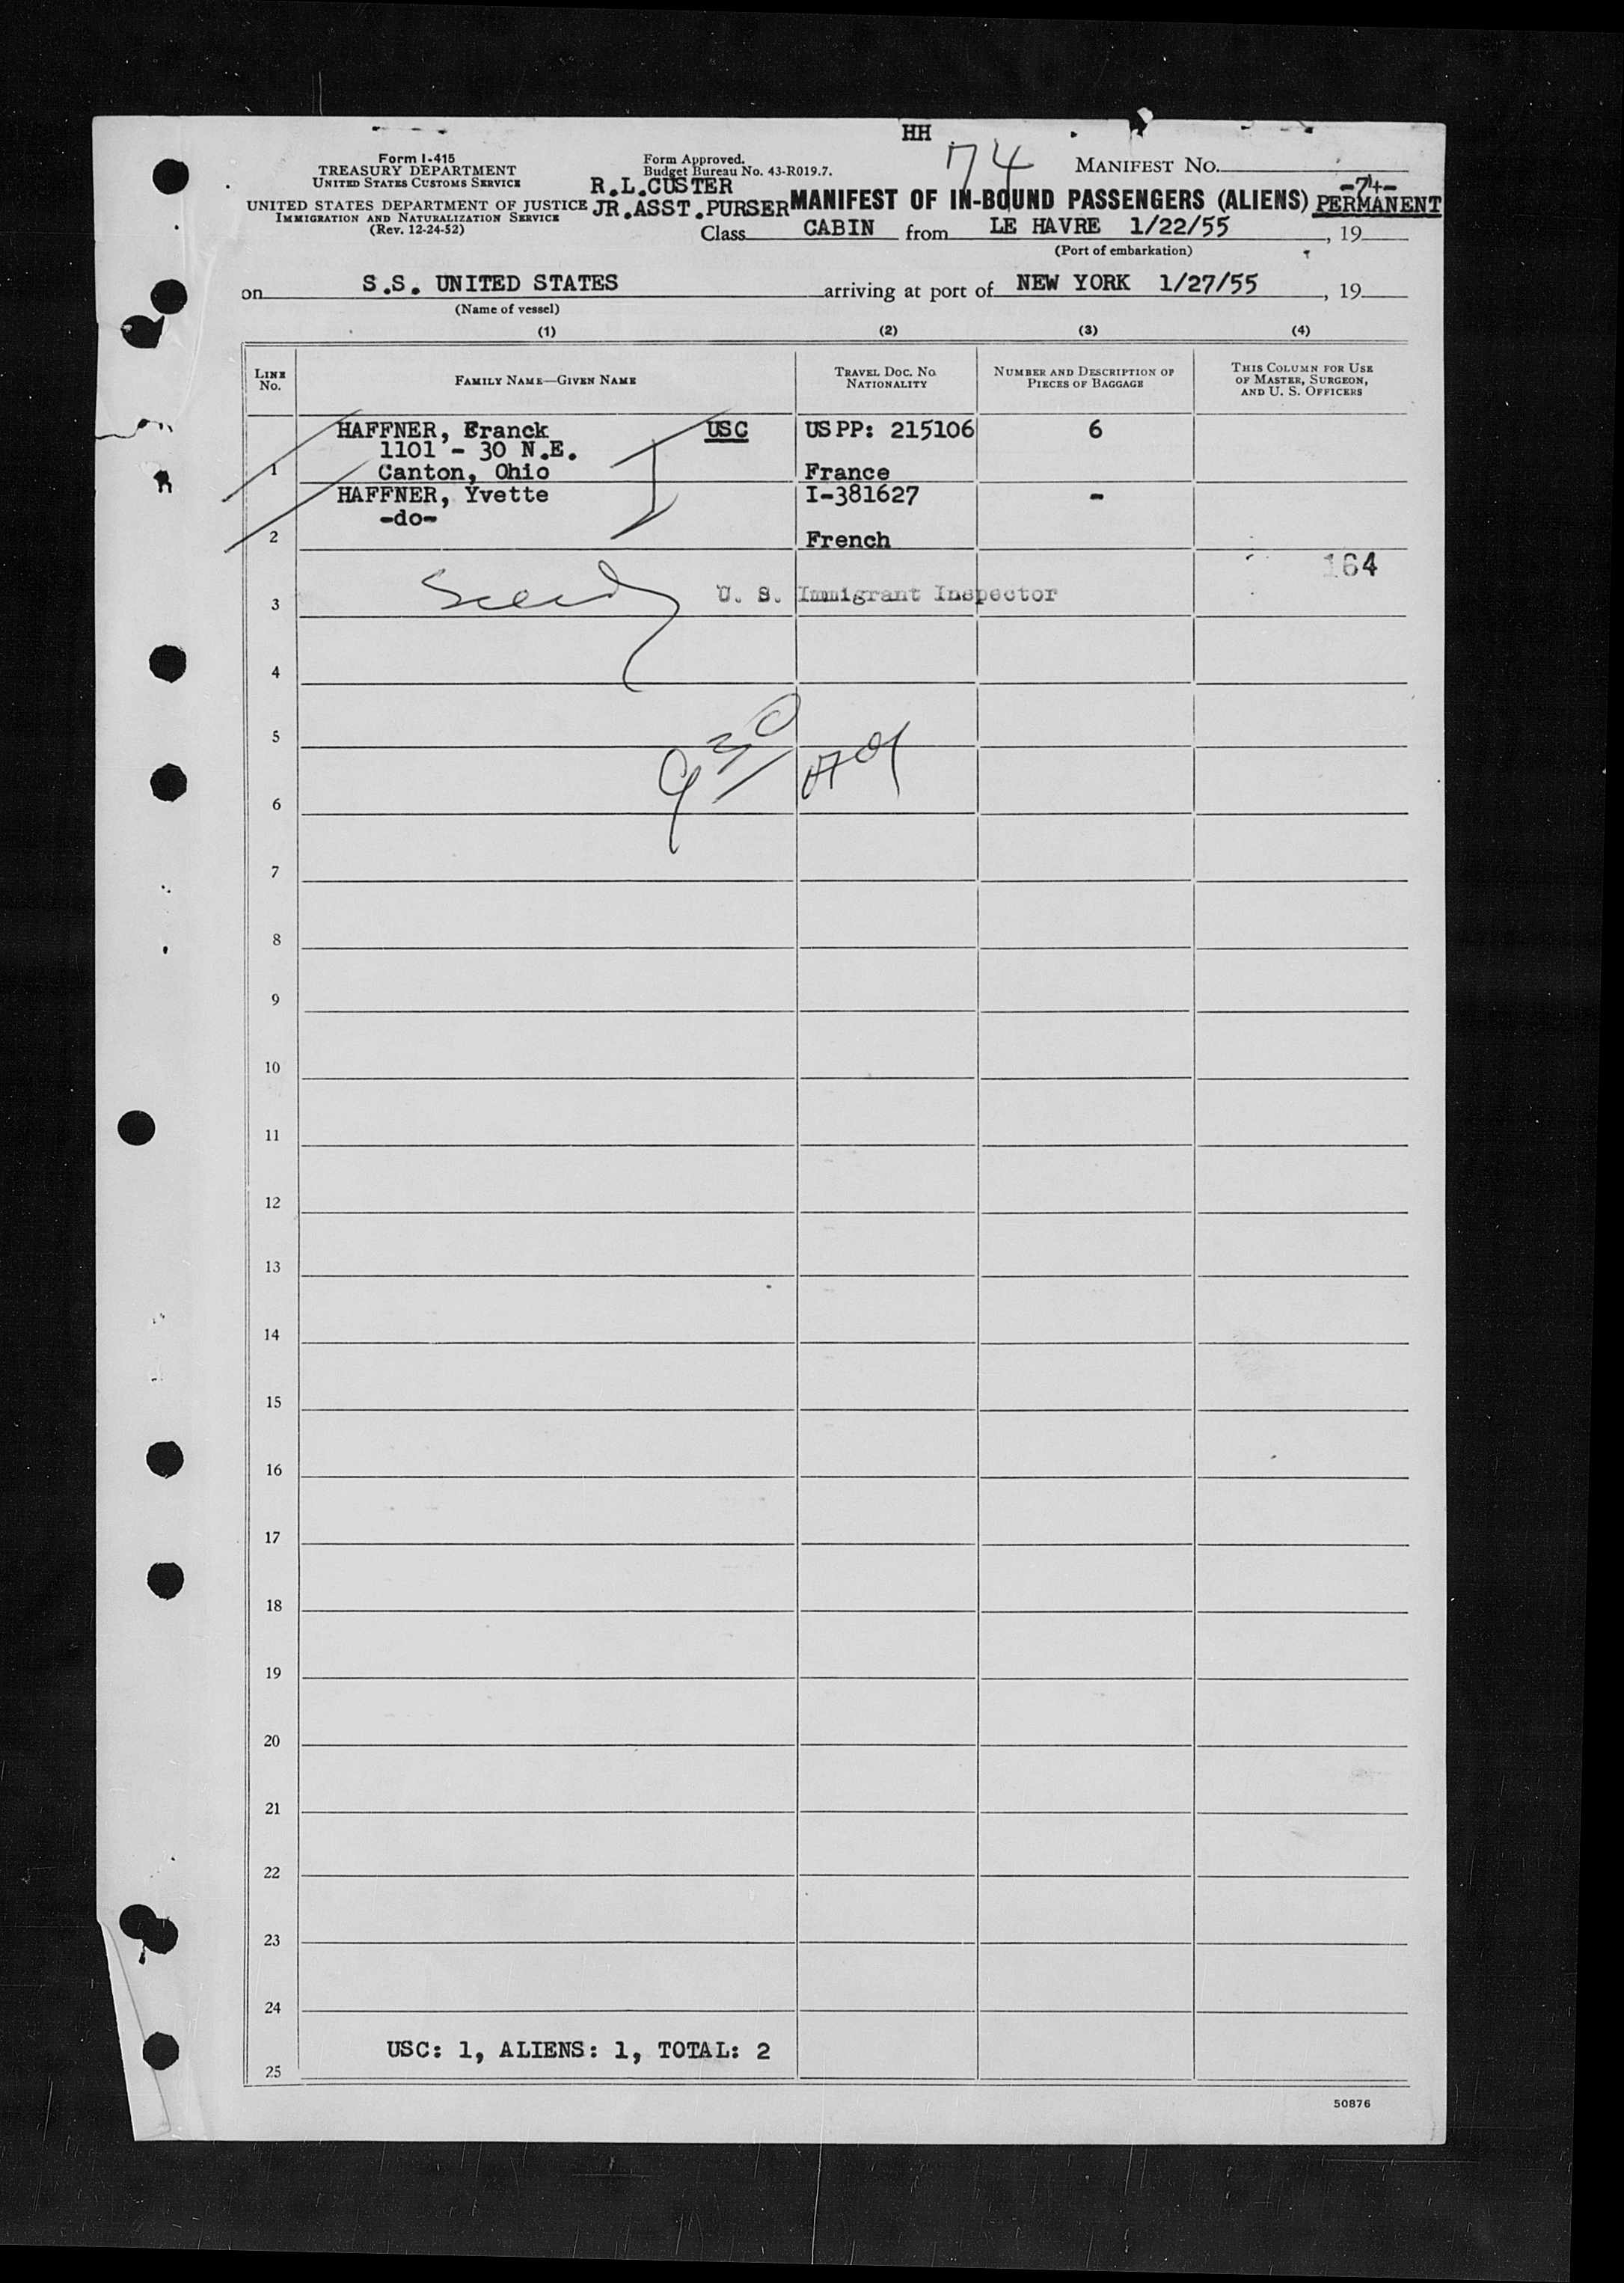 HH
74
Form I-415
TREASURY DEPARTMENT
UNITED STATES CUSTOMS SERVICE
UNITED STATES DEPARTMENT OF JUSTICE
IMMIGRATION AND NATURALIZATION SERVICE
(Rev. 12-24-52)
Form Approved.
Budget Bureau No. 43-R019.7.
R.L.CUSTER
JR.ASST.PURSER
MANIFEST NO.
-74-
MANIFEST OF IN-BOUND PASSENGERS (ALIENS) PERMANENT
Class CABIN from LE HAVRE 1/22/55, 19
(Port of embarkation)
on S.S. UNITED STATES arriving at port of NEW YORK 1/27/55, 19
(Name of vessel)
(1) (2) (3) (4)
LINE No. FAMILY NAME—GIVEN NAME TRAVEL DOC. NO. NATIONALITY NUMBER AND DESCRIPTION OF PIECES OF BAGGAGE THIS COLUMN FOR USE OF MASTER, SURGEON, AND U. S. OFFICERS
HAFFNER, Franck USC USPP: 215106 6
1101 - 30 N.E.
1 Canton, Ohio France
HAFFNER, Yvette I-381627 -
-do-
2 French
164
3 U. S. Immigrant Inspector
4
5
930
6
7
8
9
10
11
12
13
14
15
16
17
18
19
20
21
22
23
24
USC: 1, ALIENS: 1, TOTAL: 2
25
50876